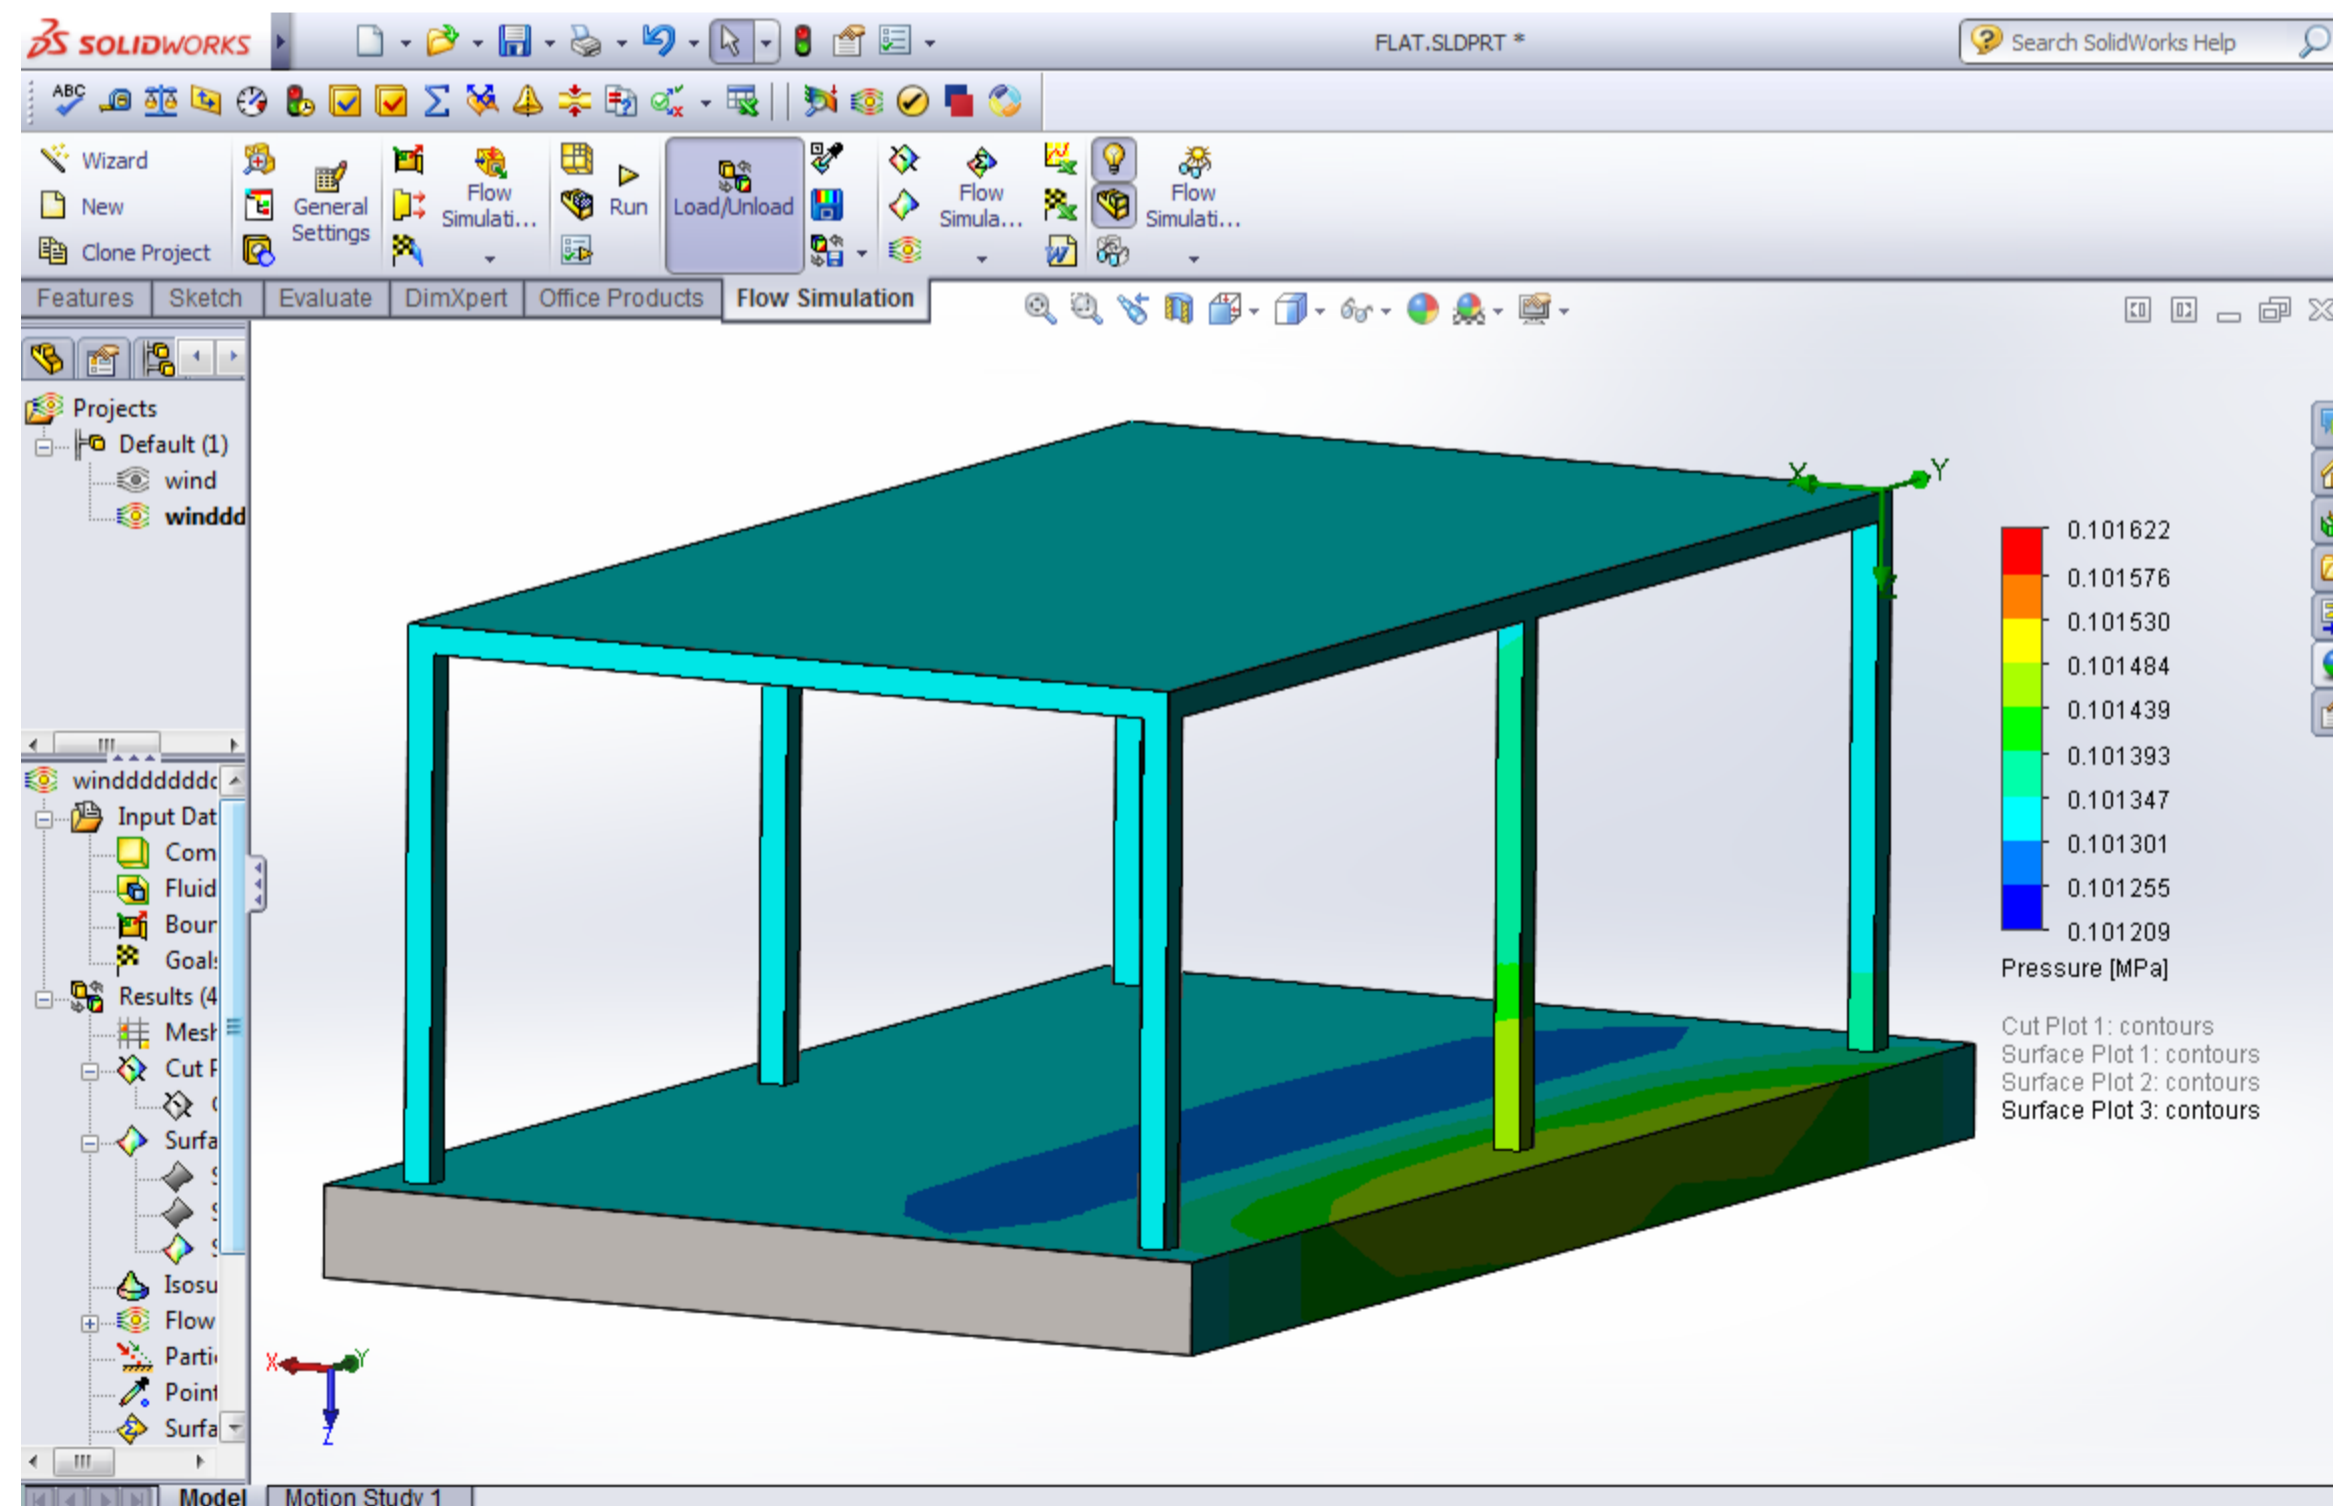 SOLIDWORKS
FLAT.SLDPRT *
Search SolidWorks Help
ABC
Wizard
New
Clone Project
General
Settings
Flow
Simulati...
Run
Load/Unload
Flow
Simula...
Flow
Simulati...
Features
Sketch
Evaluate
DimXpert
Office Products
Flow Simulation
Projects
Default (1)
wind
winddd
winddddddddc
Input Dat
Com
Fluid
Bour
Goal
Results (4
Mesh
Cut P
Surfa
Isosu
Flow
Parti
Point
Surfa
X
Y
0.101622
0.101576
0.101530
0.101484
0.101439
0.101393
0.101347
0.101301
0.101255
0.101209
Pressure [MPa]
Cut Plot 1: contours
Surface Plot 1: contours
Surface Plot 2: contours
Surface Plot 3: contours
X
Y
Z
Model
Motion Study 1